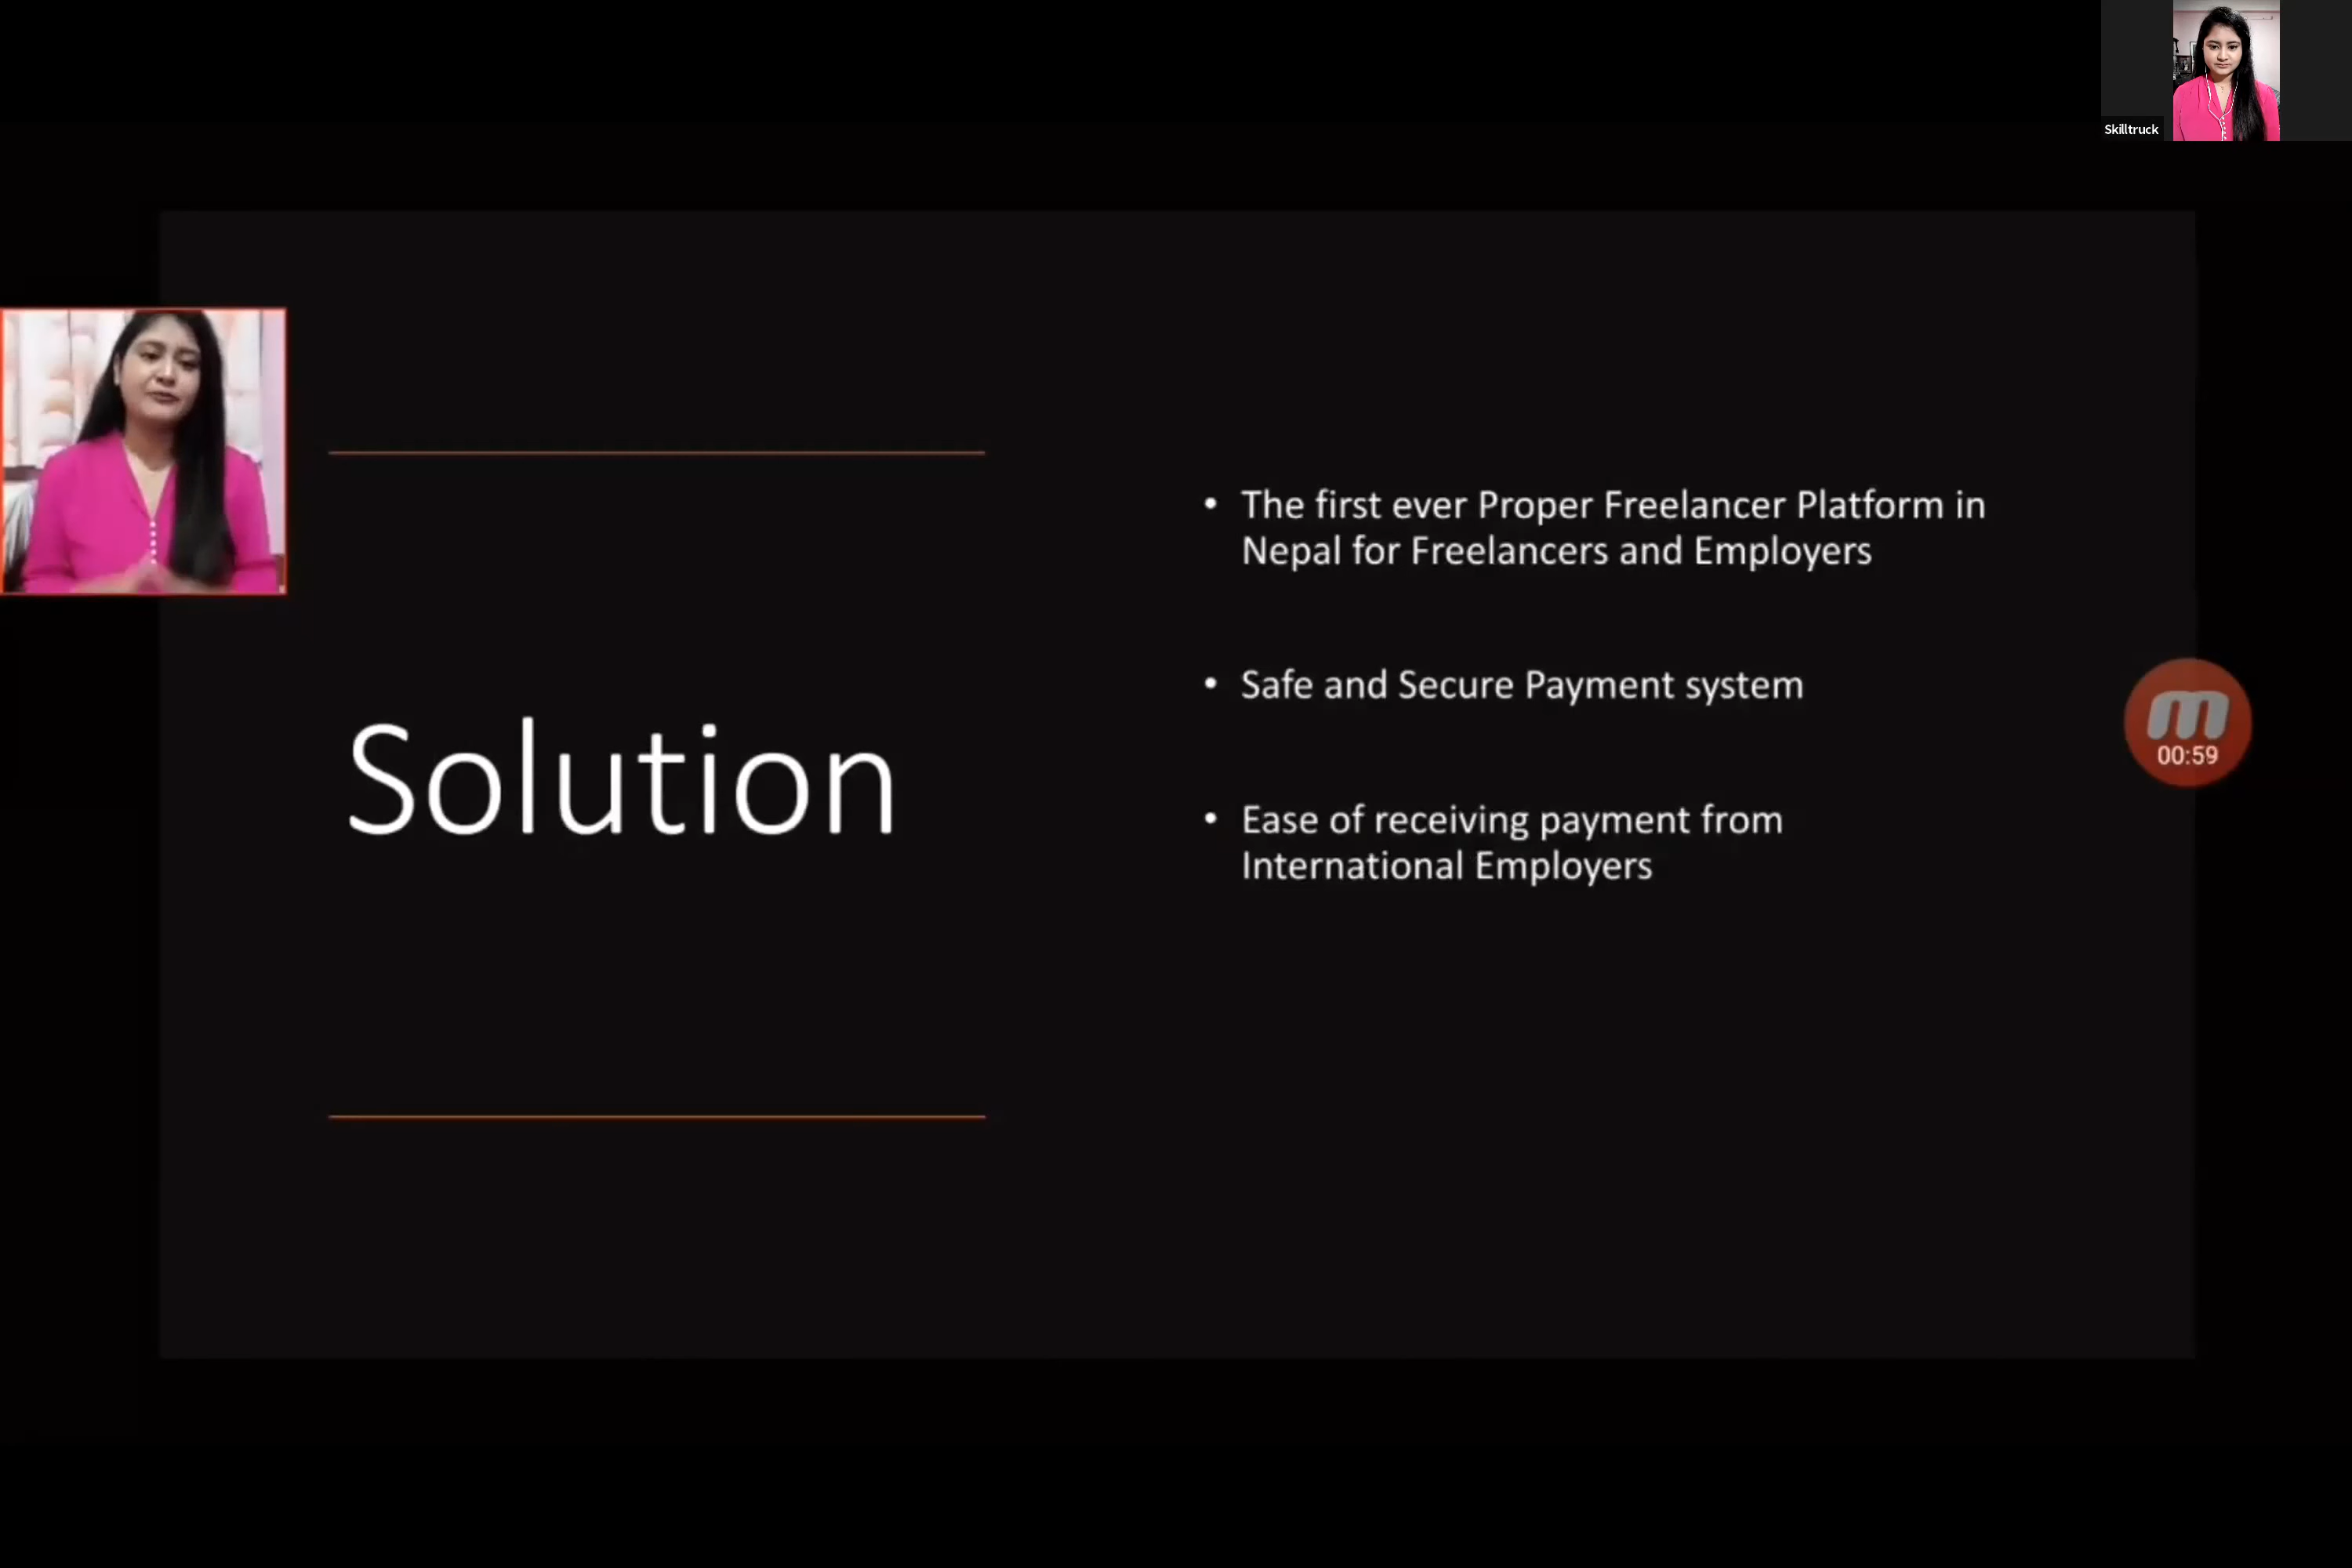 Skilltruck
Solution
• The first ever Proper Freelancer Platform in
Nepal for Freelancers and Employers
• Safe and Secure Payment system
• Ease of receiving payment from
International Employers
m
00:59